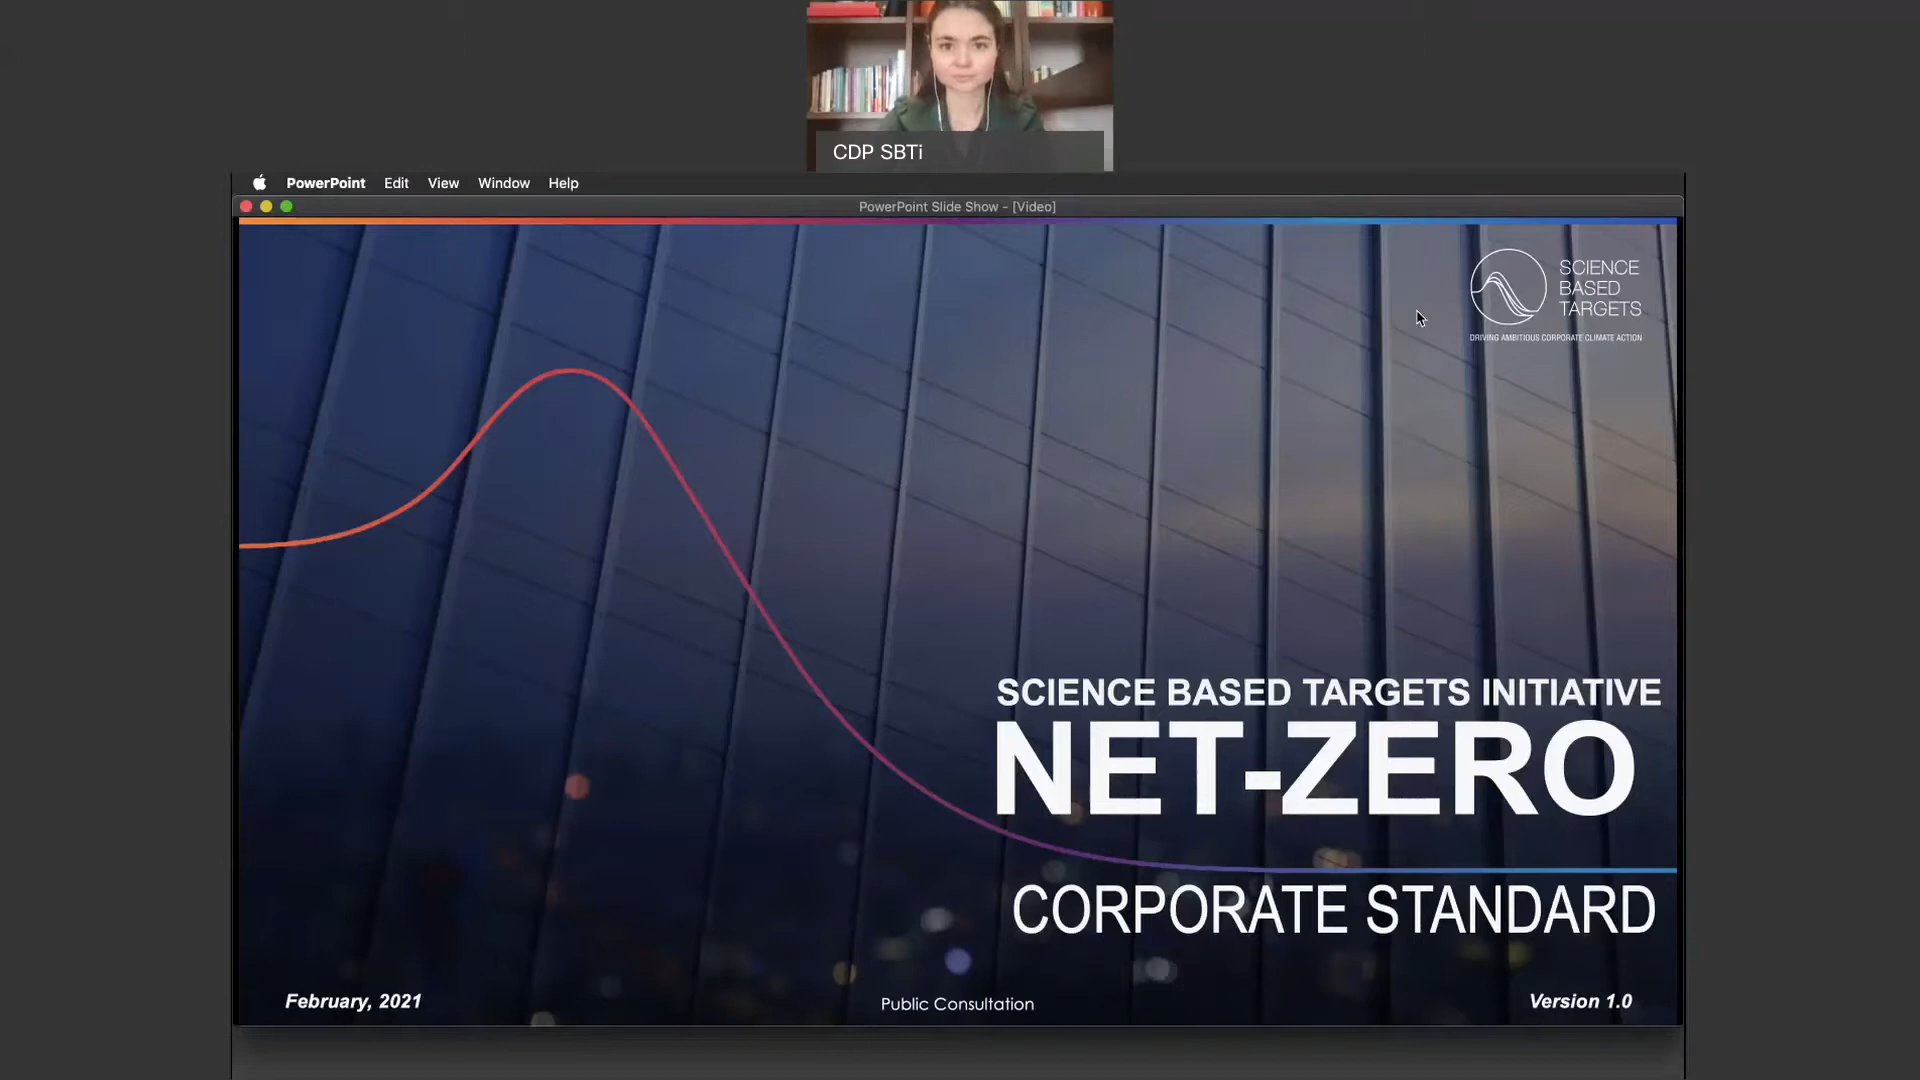 CDP SBTi
PowerPoint Edit View Window Help
PowerPoint Slide Show - [Video]
SCIENCE
BASED
TARGETS
DRIVING AMBITIOUS CORPORATE CLIMATE ACTION
SCIENCE BASED TARGETS INITIATIVE
NET-ZERO
CORPORATE STANDARD
February, 2021
Public Consultation
Version 1.0